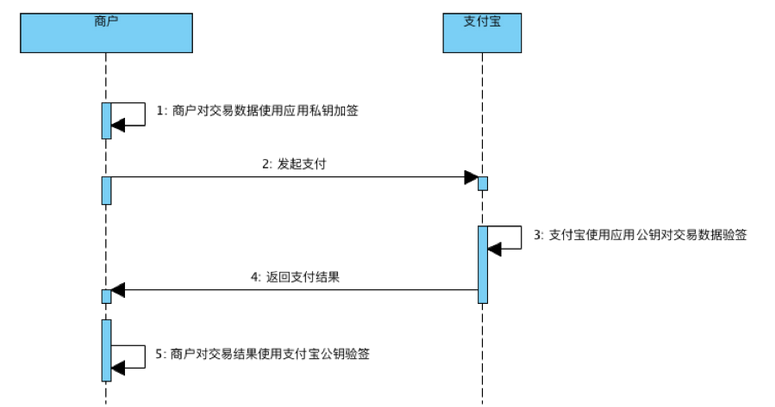 商户
支付宝
1: 商户对交易数据使用应用私钥加签
2: 发起支付
3: 支付宝使用应用公钥对交易数据验签
4: 返回支付结果
5: 商户对交易结果使用支付宝公钥验签